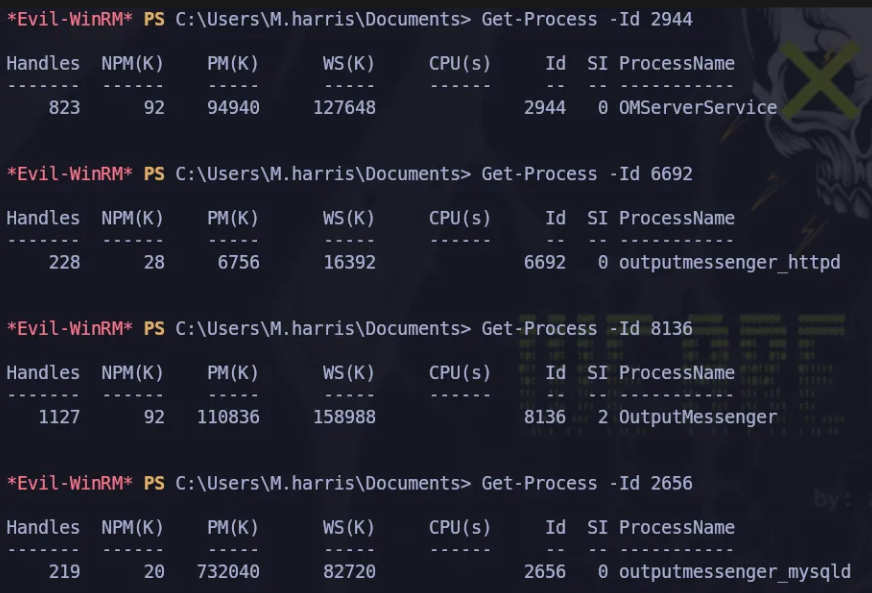 *Evil-WinRM* PS C:\Users\M.harris\Documents> Get-Process -Id 2944
Handles NPM(K) PM(K) WS(K) CPU(s) Id SI ProcessName
------- ------ ----- ----- ------ -- -- -----------
823 92 94940 127648 2944 0 OMServerService
*Evil-WinRM* PS C:\Users\M.harris\Documents> Get-Process -Id 6692
Handles NPM(K) PM(K) WS(K) CPU(s) Id SI ProcessName
------- ------ ----- ----- ------ -- -- -----------
228 28 6756 16392 6692 0 outputmessenger_httpd
*Evil-WinRM* PS C:\Users\M.harris\Documents> Get-Process -Id 8136
Handles NPM(K) PM(K) WS(K) CPU(s) Id SI ProcessName
------- ------ ----- ----- ------ -- -- -----------
1127 92 110836 158988 8136 2 OutputMessenger
*Evil-WinRM* PS C:\Users\M.harris\Documents> Get-Process -Id 2656
by:
Handles NPM(K) PM(K) WS(K) CPU(s) Id SI ProcessName
------- ------ ----- ----- ------ -- -- -----------
219 20 732040 82720 2656 0 outputmessenger_mysqld